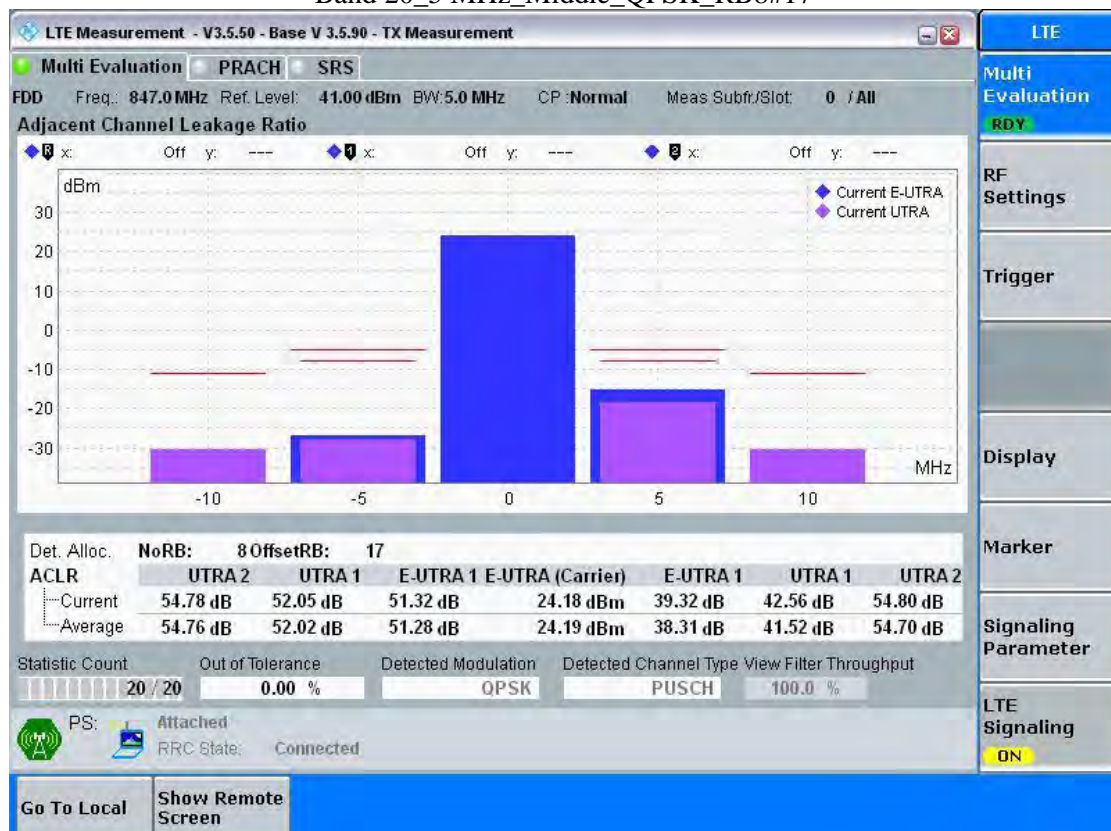 Band 26_5 MHz_Middle_QPSK_RB8#17
LTE Measurement - V3.5.50 - Base V 3.5.90 - TX Measurement
LTE
Multi Evaluation PRACH SRS
Multi Evaluation
RDY
FDD Freq.: 847.0 MHz Ref. Level: 41.00 dBm BW: 5.0 MHz CP : Normal Meas Subfr./Slot: 0 / All
Adjacent Channel Leakage Ratio
R x: Off y: --- 1 x: Off y: --- 2 x: Off y: ---
dBm
Current E-UTRA
Current UTRA
30
20
10
0
-10
-20
-30
MHz
-10 -5 0 5 10
RF Settings
Trigger
Display
Marker
Signaling Parameter
LTE Signaling
ON
Det. Alloc. NoRB: 8 OffsetRB: 17
ACLR UTRA 2 UTRA 1 E-UTRA 1 E-UTRA (Carrier) E-UTRA 1 UTRA 1 UTRA 2
Current 54.78 dB 52.05 dB 51.32 dB 24.18 dBm 39.32 dB 42.56 dB 54.80 dB
Average 54.76 dB 52.02 dB 51.28 dB 24.19 dBm 38.31 dB 41.52 dB 54.70 dB
Statistic Count Out of Tolerance Detected Modulation Detected Channel Type View Filter Throughput
20 / 20 0.00 % QPSK PUSCH 100.0 %
PS: Attached
RRC State: Connected
Go To Local
Show Remote Screen